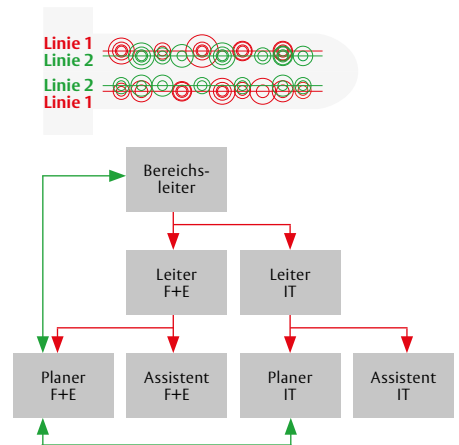 Linie 1
Linie 2
Linie 2
Linie 1
Bereichs-
leiter
Leiter
F+E
Leiter
IT
Planer
F+E
Assistent
F+E
Planer
IT
Assistent
IT